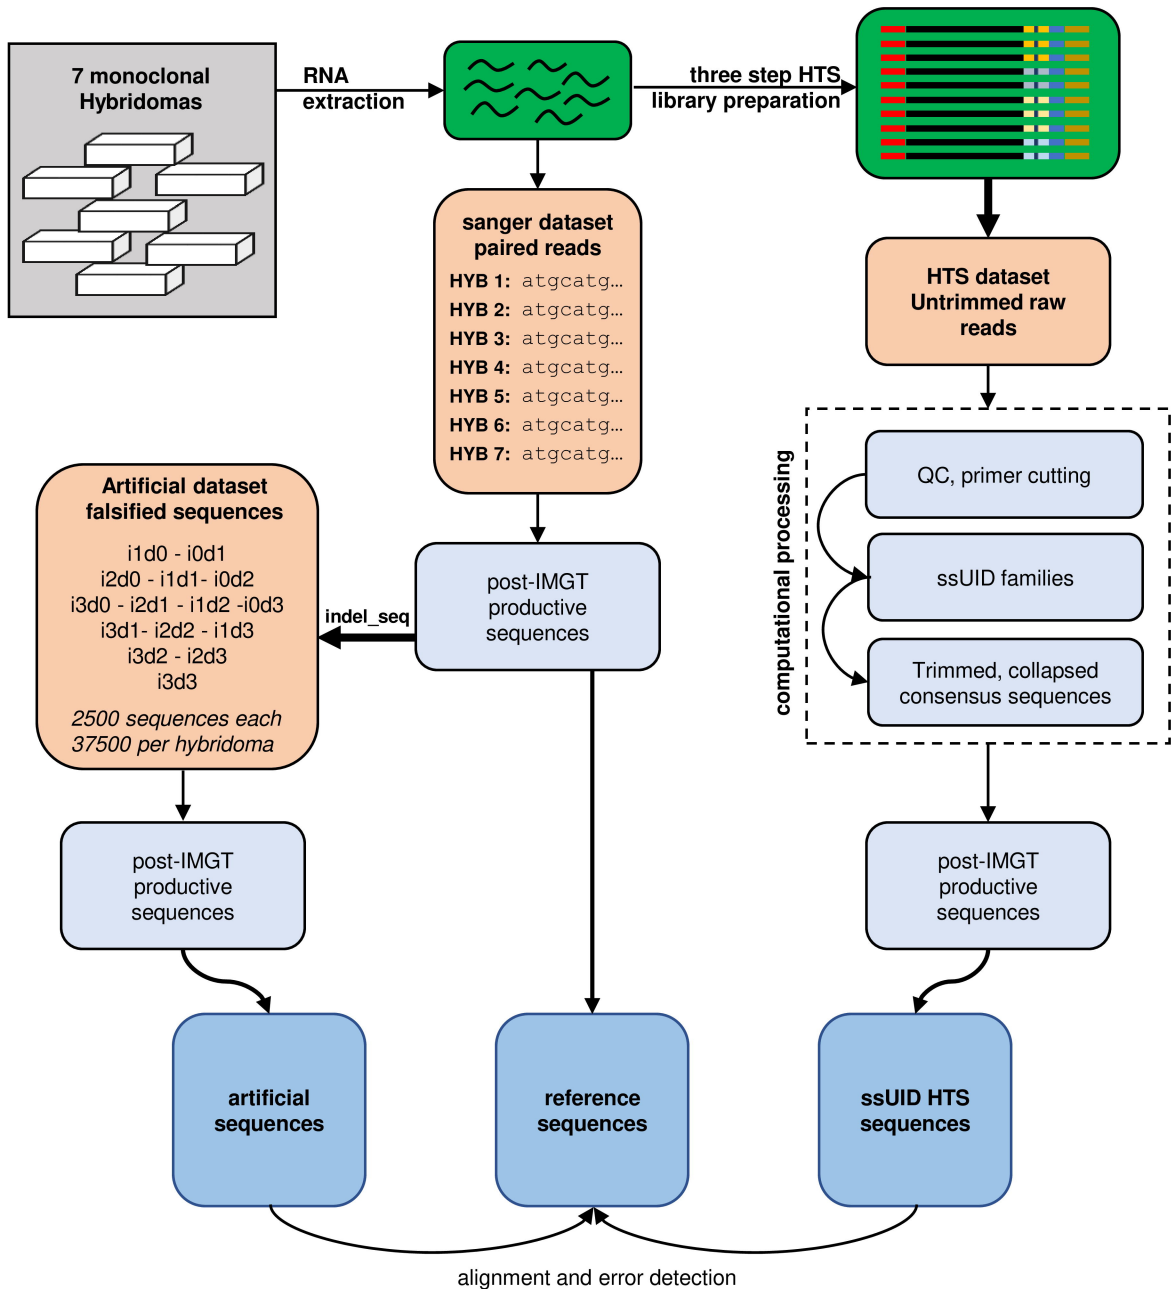 7 monoclonal
Hybridomas
RNA
extraction
three step HTS
library preparation
sanger dataset
paired reads
HYB 1: atgcatg…
HYB 2: atgcatg…
HYB 3: atgcatg…
HYB 4: atgcatg…
HYB 5: atgcatg…
HYB 6: atgcatg…
HYB 7: atgcatg…
HTS dataset
Untrimmed raw
reads
computational processing
QC, primer cutting
ssUID families
Trimmed, collapsed
consensus sequences
Artificial dataset
falsified sequences
i1d0 - i0d1
i2d0 - i1d1- i0d2
i3d0 - i2d1 - i1d2 -i0d3
i3d1- i2d2 - i1d3
i3d2 - i2d3
i3d3
2500 sequences each
37500 per hybridoma
indel_seq
post-IMGT
productive
sequences
post-IMGT
productive
sequences
post-IMGT
productive
sequences
artificial
sequences
reference
sequences
ssUID HTS
sequences
alignment and error detection